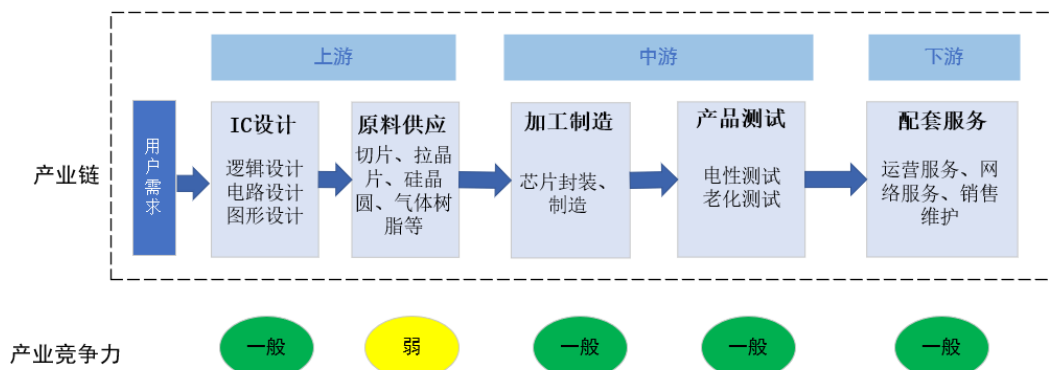 上游
中游
下游
产业链
用户需求
IC设计
逻辑设计
电路设计
图形设计
原料供应
切片、拉晶
片、硅晶
圆、气体树
脂等
加工制造
芯片封装、
制造
产品测试
电性测试
老化测试
配套服务
运营服务、网
络服务、销售
维护
产业竞争力
一般
弱
一般
一般
一般